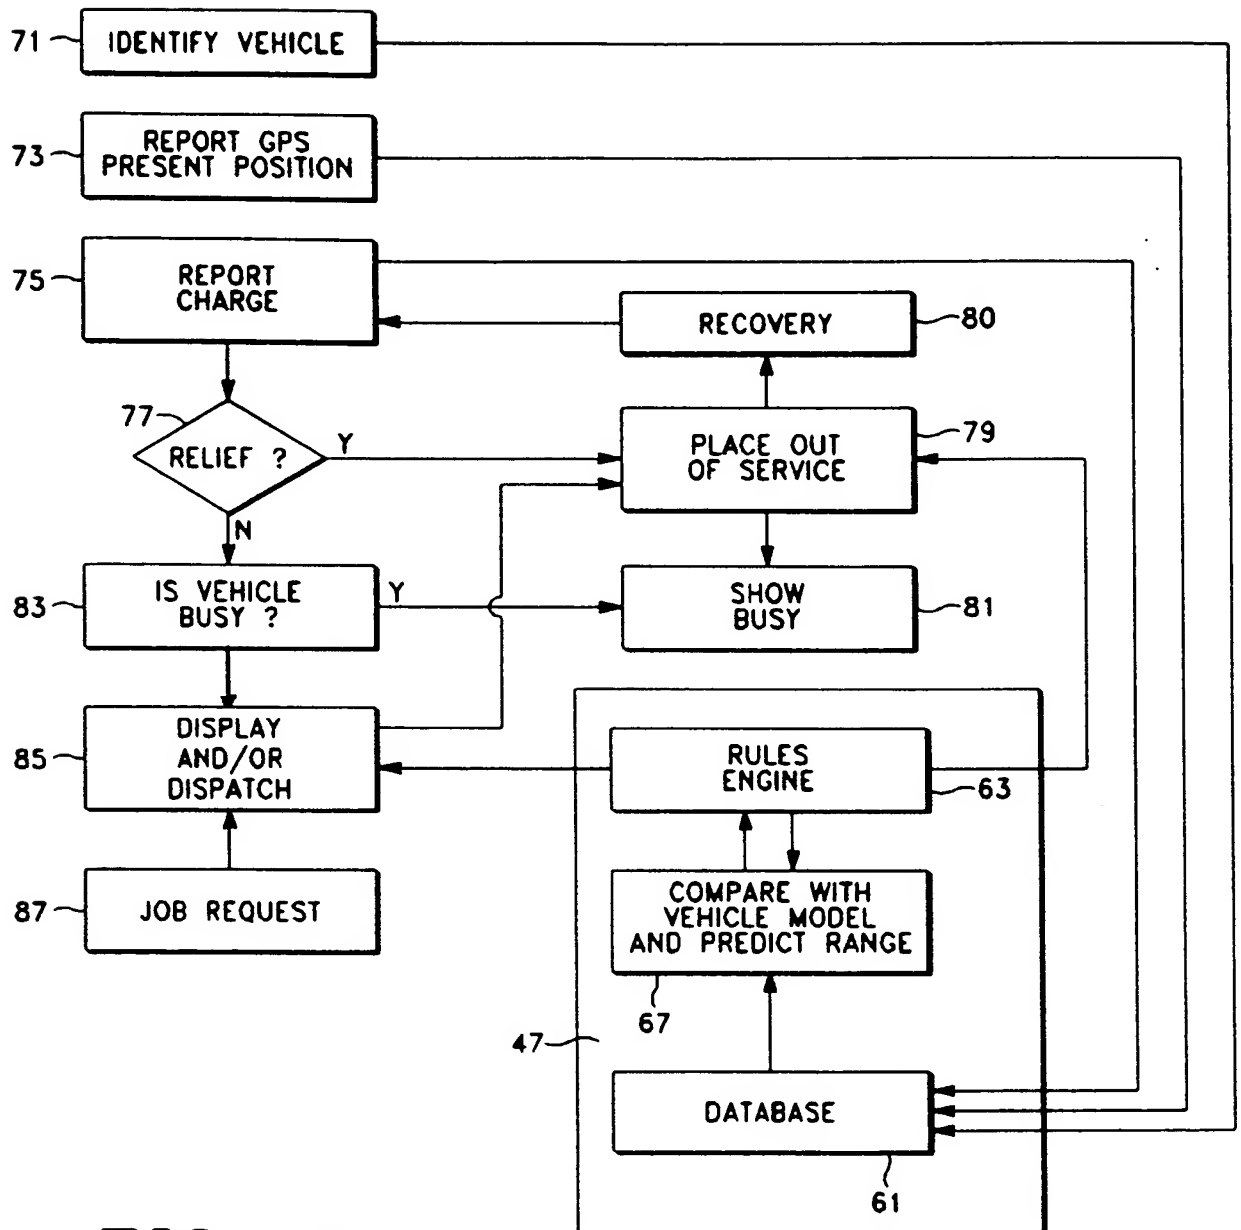 71
IDENTIFY VEHICLE
73
REPORT GPS
PRESENT POSITION
75
REPORT
CHARGE
RECOVERY
80
77
RELIEF ?
Y
N
PLACE OUT
OF SERVICE
79
83
IS VEHICLE
BUSY ?
Y
SHOW
BUSY
81
85
DISPLAY
AND/OR
DISPATCH
RULES
ENGINE
63
87
JOB REQUEST
COMPARE WITH
VEHICLE MODEL
AND PREDICT RANGE
67
47
DATABASE
61